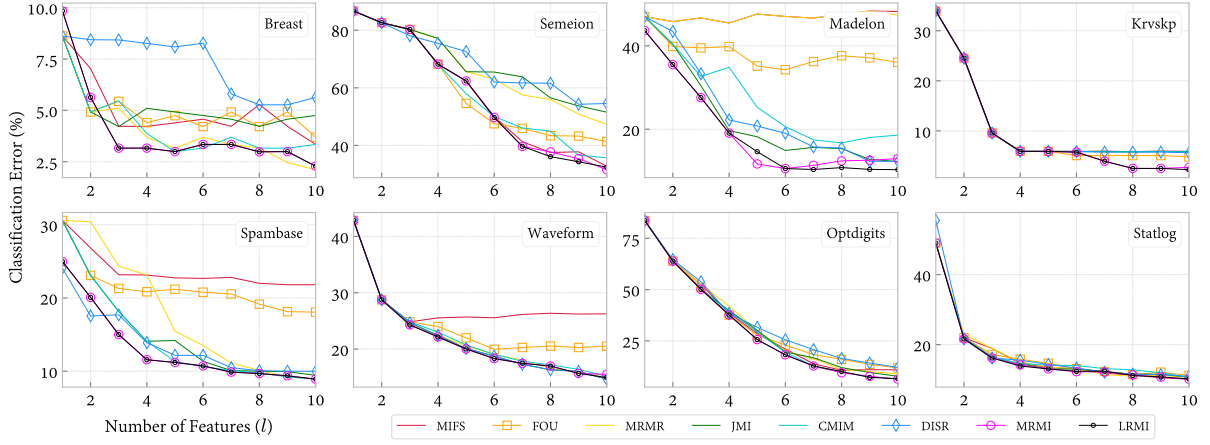 Breast
Semeion
Madelon
Krvskp
10.0
7.5
5.0
2.5
80
60
40
40
20
30
20
10
2 4 6 8 10
2 4 6 8 10
2 4 6 8 10
2 4 6 8 10
Classification Error (%)
Spambase
Waveform
Optdigits
Statlog
30
20
10
40
30
20
75
50
25
40
20
2 4 6 8 10
2 4 6 8 10
2 4 6 8 10
2 4 6 8 10
Number of Features (l)
MIFS FOU MRMR JMI CMIM DISR MRMI LRMI